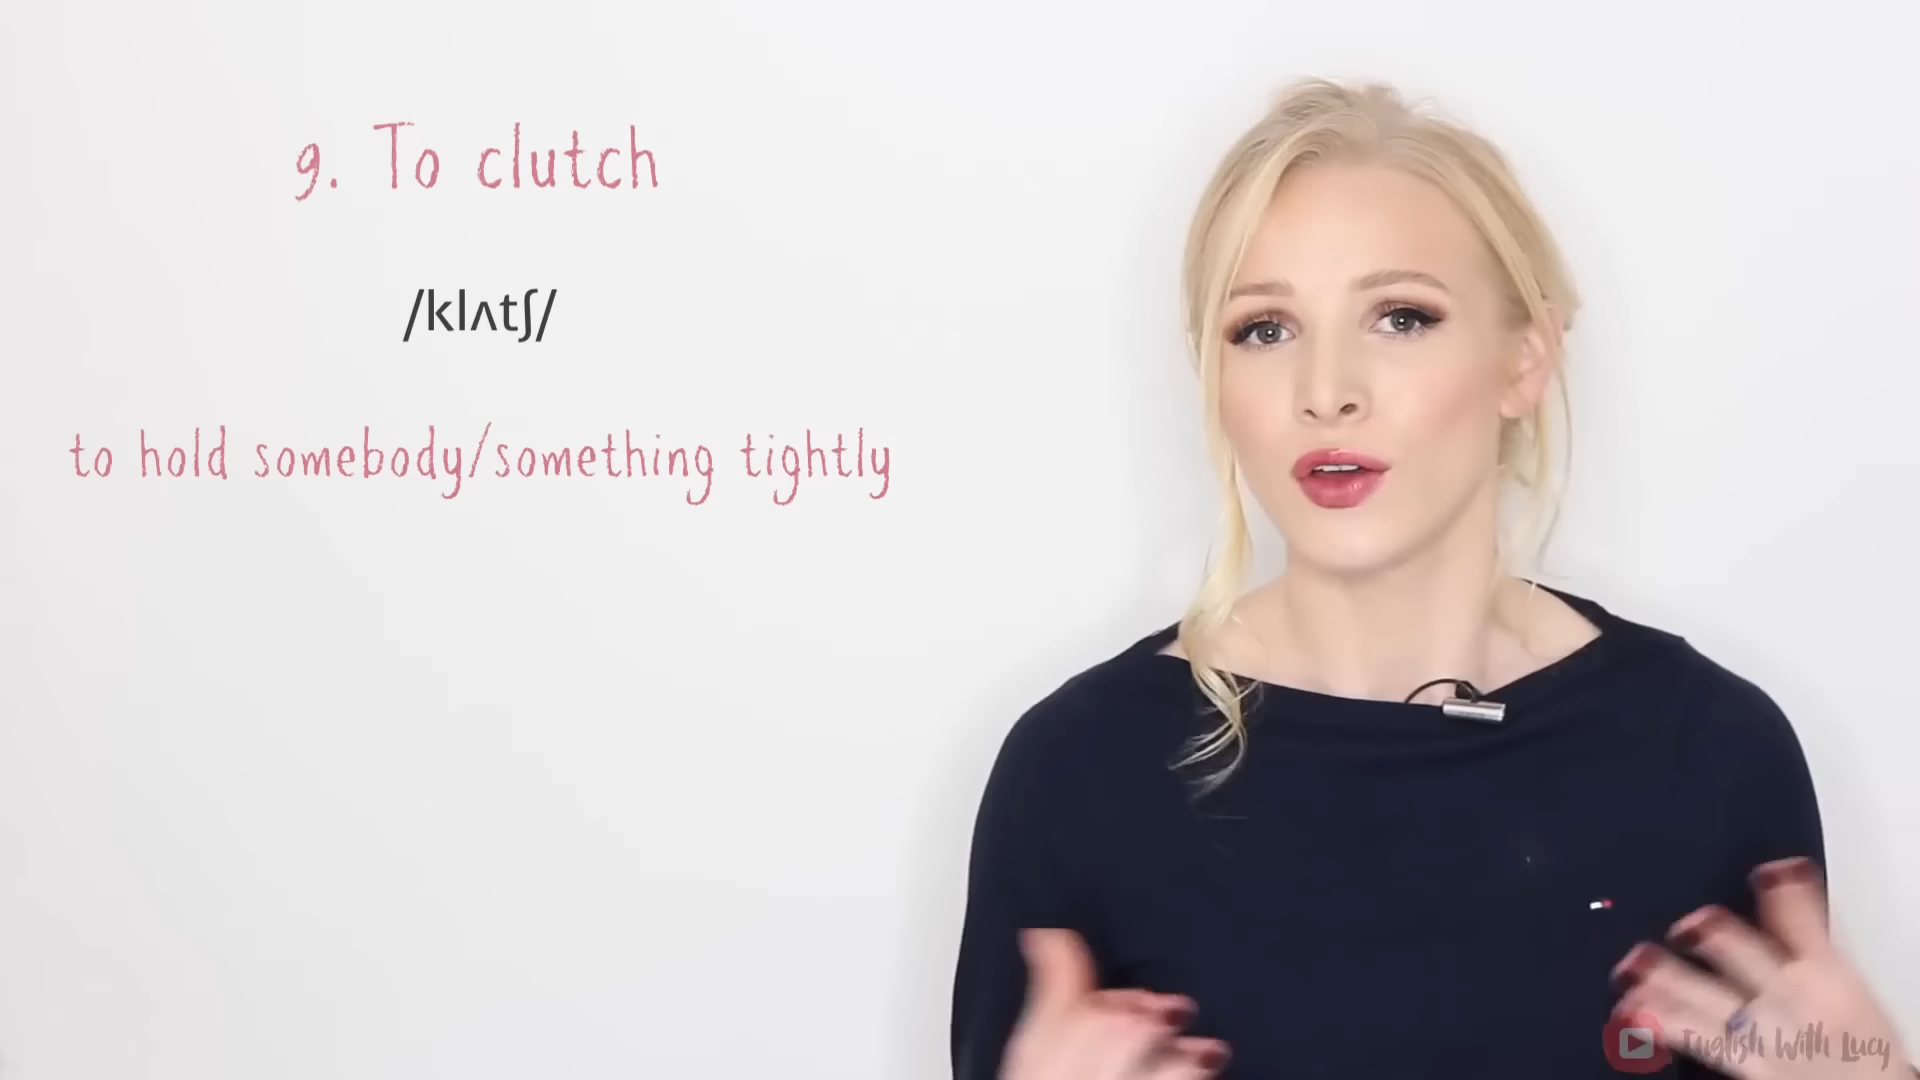 9. To clutch
/klʌtʃ/
to hold somebody/something tightly
English With Lucy